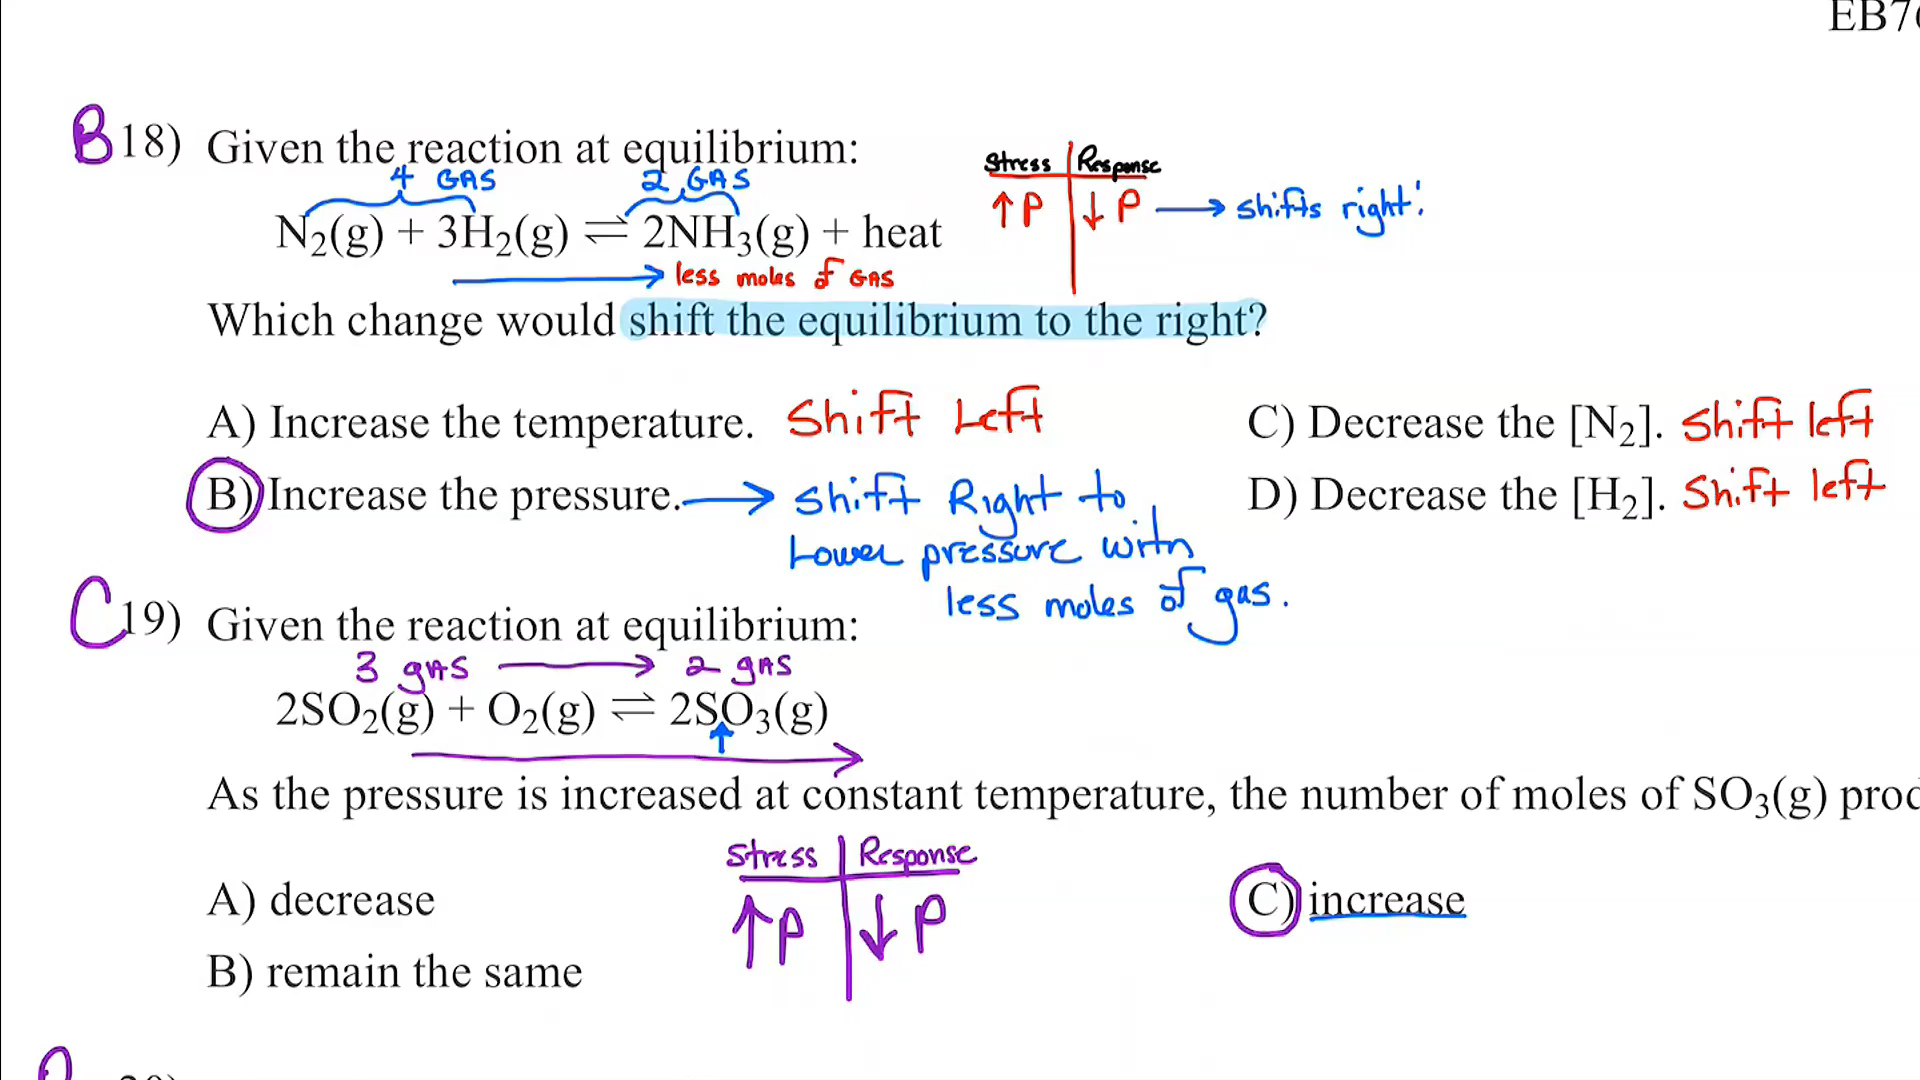 EB7
B 18) Given the reaction at equilibrium:
4 GAS 2 GAS
N₂(g) + 3H₂(g) ⇌ 2NH₃(g) + heat
→ less moles of GAS
Stress | Response
↑P | ↓P → shifts right!
Which change would shift the equilibrium to the right?
A) Increase the temperature. Shift Left
B) Increase the pressure. → Shift Right to
Lower pressure with
less moles of gas.
C) Decrease the [N₂]. Shift left
D) Decrease the [H₂]. Shift left
C 19) Given the reaction at equilibrium:
3 gas → 2 gas
2SO₂(g) + O₂(g) ⇌ 2SO₃(g)
↑
→
As the pressure is increased at constant temperature, the number of moles of SO₃(g)
Stress | Response
↑P | ↓P
A) decrease
B) remain the same
C) increase